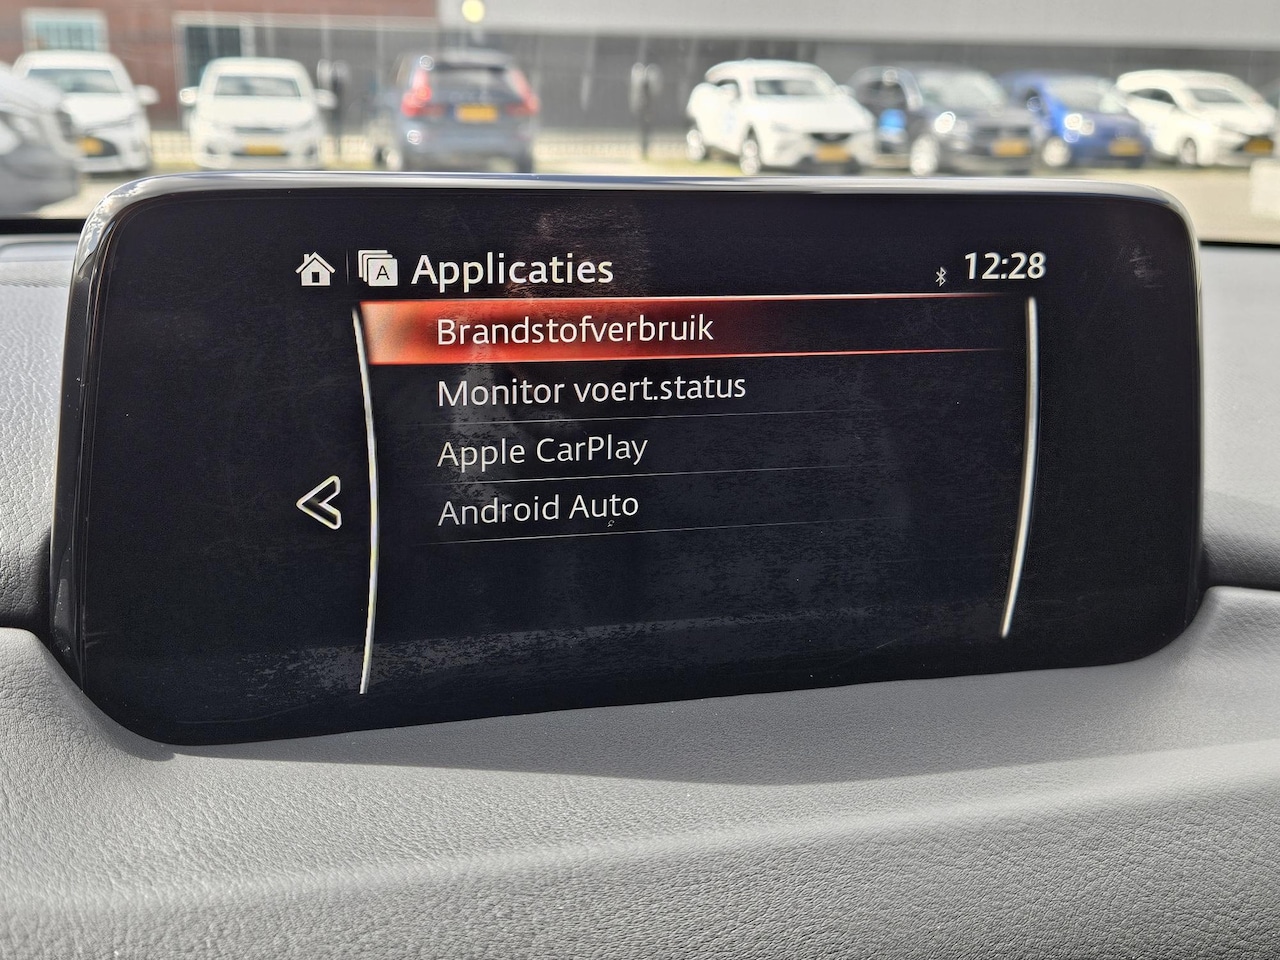 A Applicaties 12:28
Brandstofverbruik
Monitor voert.status
Apple CarPlay
Android Auto